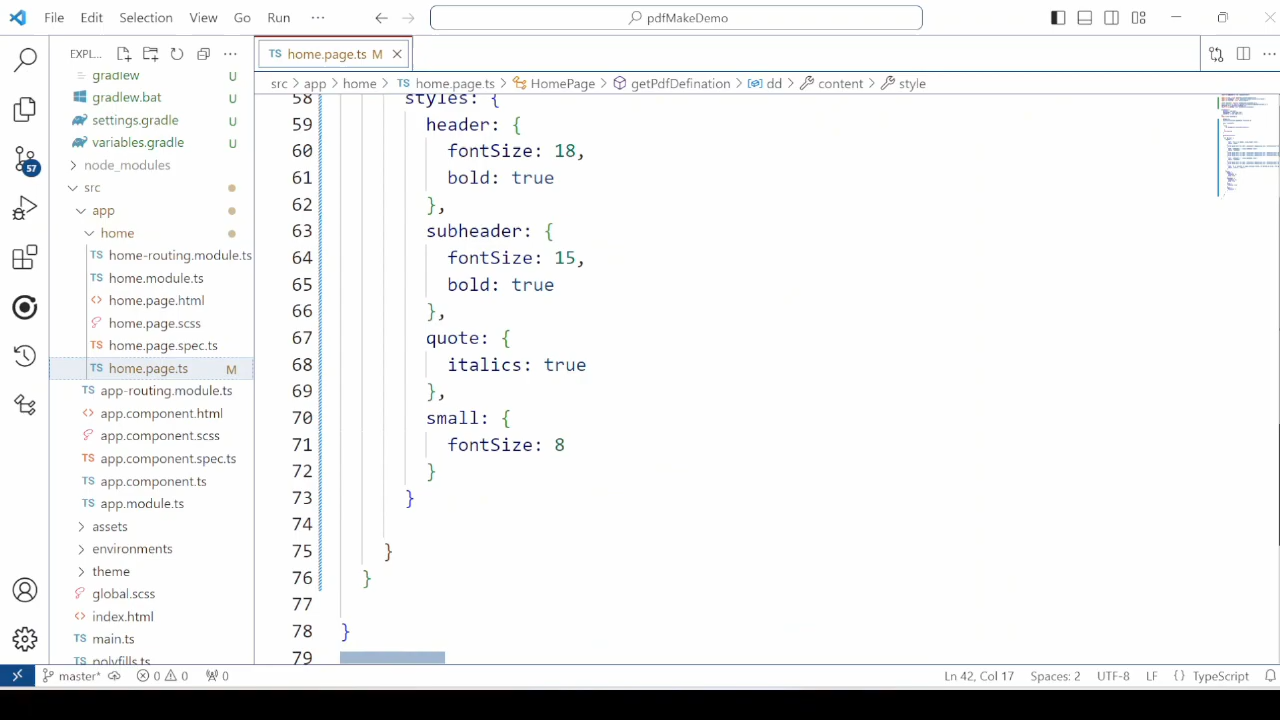 File Edit Selection View Go Run ··· pdfMakeDemo
EXPL... ···
gradlew U
gradlew.bat U
settings.gradle U
variables.gradle U
node_modules
src
app
home
TS home-routing.module.ts
TS home.module.ts
<> home.page.html
home.page.scss
TS home.page.spec.ts
TS home.page.ts M
TS app-routing.module.ts
<> app.component.html
app.component.scss
TS app.component.spec.ts
TS app.component.ts
TS app.module.ts
assets
environments
theme
global.scss
<> index.html
TS main.ts
TS polyfills.ts
57
TS home.page.ts M
src > app > home > TS home.page.ts > HomePage > getPdfDefination > dd > content > style
58 styles: {
59 header: {
60 fontSize: 18,
61 bold: true
62 },
63 subheader: {
64 fontSize: 15,
65 bold: true
66 },
67 quote: {
68 italics: true
69 },
70 small: {
71 fontSize: 8
72 }
73 }
74
75 }
76 }
77
78 }
79
master* 0 0 0 Ln 42, Col 17 Spaces: 2 UTF-8 LF {} TypeScript